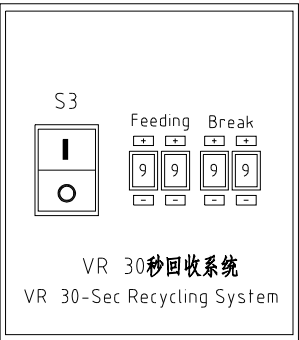 S3
Feeding Break
+ + + +
I
9 9 9 9
O
- - - -
VR 30秒回收系统
VR 30-Sec Recycling System